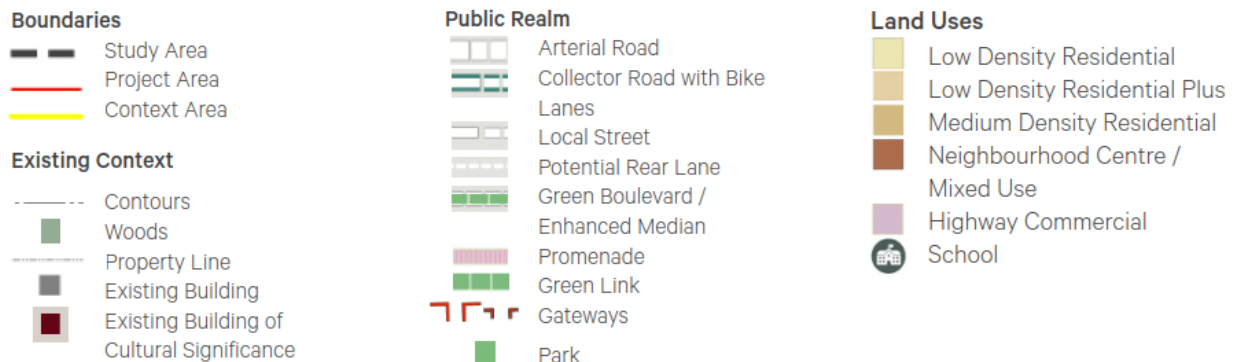 Boundaries
Study Area
Project Area
Context Area
Existing Context
Contours
Woods
Property Line
Existing Building
Existing Building of
Cultural Significance
Public Realm
Arterial Road
Collector Road with Bike
Lanes
Local Street
Potential Rear Lane
Green Boulevard /
Enhanced Median
Promenade
Green Link
Gateways
Park
Land Uses
Low Density Residential
Low Density Residential Plus
Medium Density Residential
Neighbourhood Centre /
Mixed Use
Highway Commercial
School